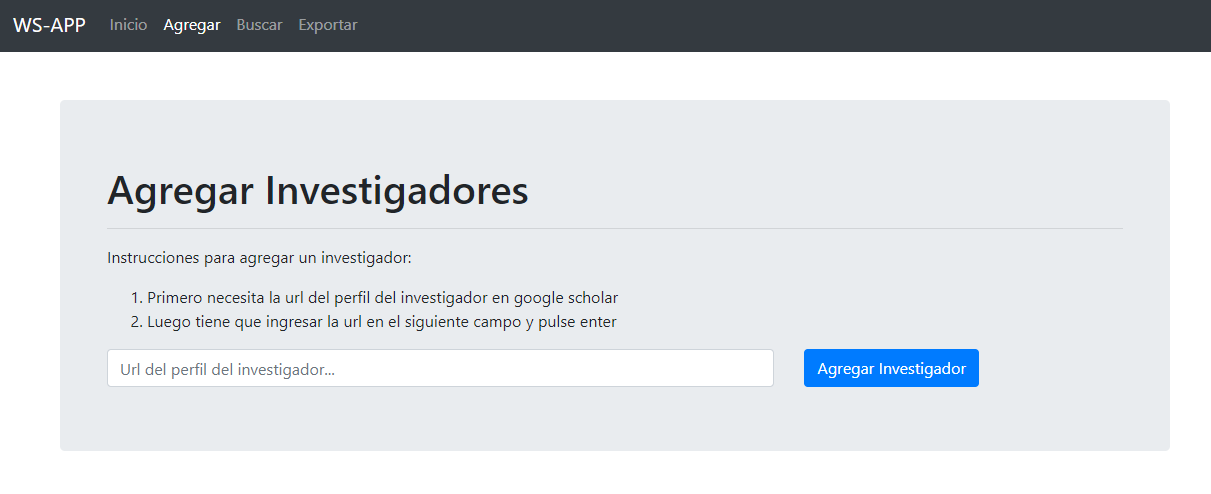 WS-APP Inicio Agregar Buscar Exportar
Agregar Investigadores
Instrucciones para agregar un investigador:
1. Primero necesita la url del perfil del investigador en google scholar
2. Luego tiene que ingresar la url en el siguiente campo y pulse enter
Url del perfil del investigador... Agregar Investigador